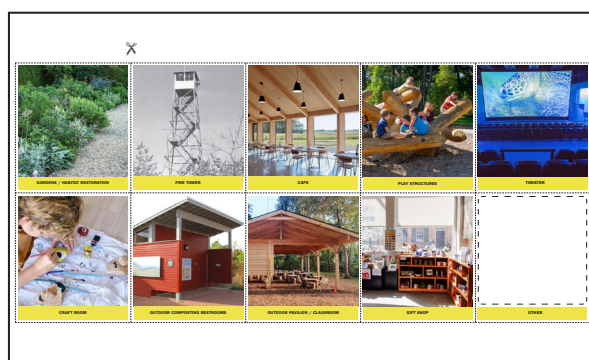 GARDENS / HABITAT RESTORATION
FIRE TOWER
CAFE
PLAY STRUCTURES
THEATER
CRAFT ROOM
OUTDOOR COMPOSTING RESTROOMS
OUTDOOR PAVILION / CLASSROOM
GIFT SHOP
OTHER